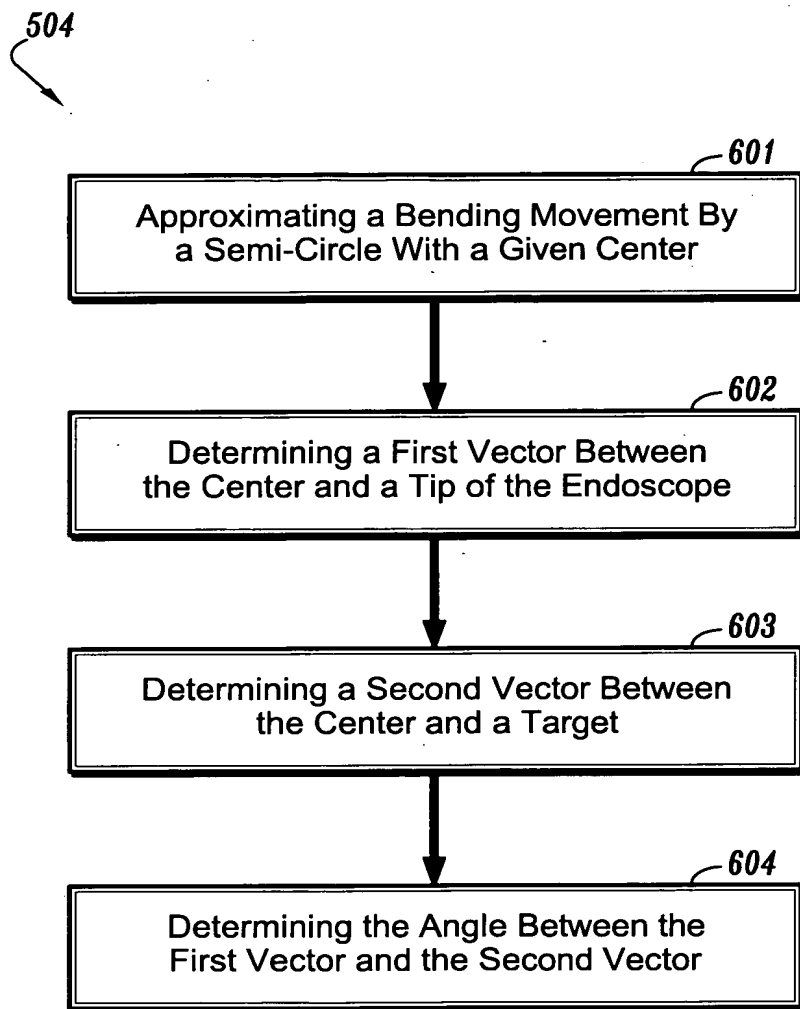 504
601
Approximating a Bending Movement By
a Semi-Circle With a Given Center
602
Determining a First Vector Between
the Center and a Tip of the Endoscope
603
Determining a Second Vector Between
the Center and a Target
604
Determining the Angle Between the
First Vector and the Second Vector